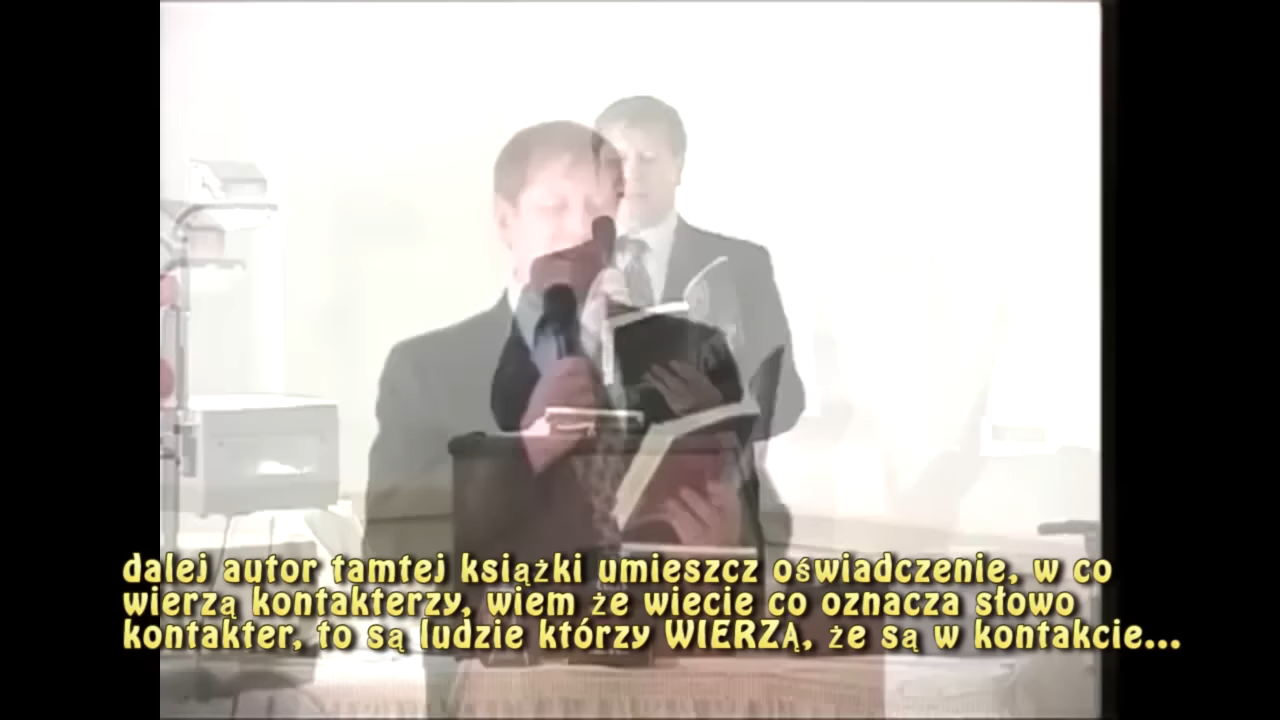 dalej autor tamtej książki umieszcz oświadczenie, w co
wierzą kontakterzy, wiem że wiecie co oznacza słowo
kontakter, to są ludzie którzy WIERZĄ, że są w kontakcie...